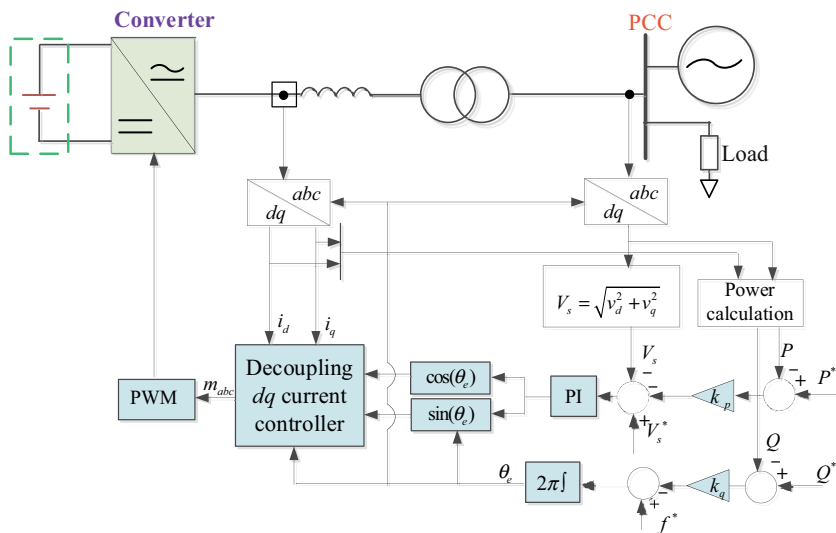 Converter
PCC
Load
abc
dq
abc
dq
V_s = √(v_d^2 + v_q^2)
Power
calculation
i_d
i_q
V_s
P
P*
Decoupling
dq current
controller
cos(θ_e)
sin(θ_e)
PI
k_p
PWM
m_abc
V_s*
Q
Q*
θ_e
2π∫
k_q
f*